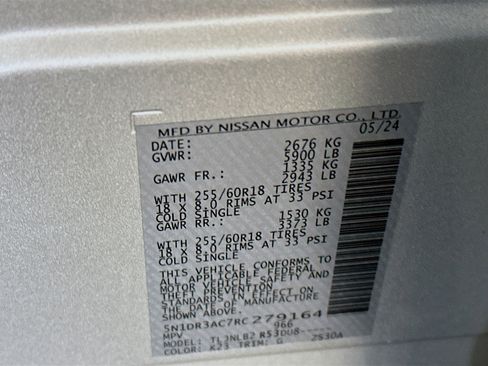 MFD BY NISSAN MOTOR CO., LTD.
DATE: 05/24
GVWR: 2676 KG
5900 LB
GAWR FR.: 1335 KG
2943 LB
WITH 255/60R18 TIRES
18 X 8.0 RIMS AT 33 PSI
COLD SINGLE
GAWR RR.: 1530 KG
3373 LB
WITH 255/60R18 TIRES
18 X 8.0 RIMS AT 33 PSI
COLD SINGLE
THIS VEHICLE CONFORMS TO
ALL APPLICABLE FEDERAL
MOTOR VEHICLE SAFETY AND
THEFT PREVENTION
STANDARDS IN EFFECT ON
THE DATE OF MANUFACTURE
SHOWN ABOVE.
5N1DR3AC7RC279164
MPV 966
MODEL: TL3NLB2 R53DU8-----
COLOR: K23 TRIM: G 2S30A